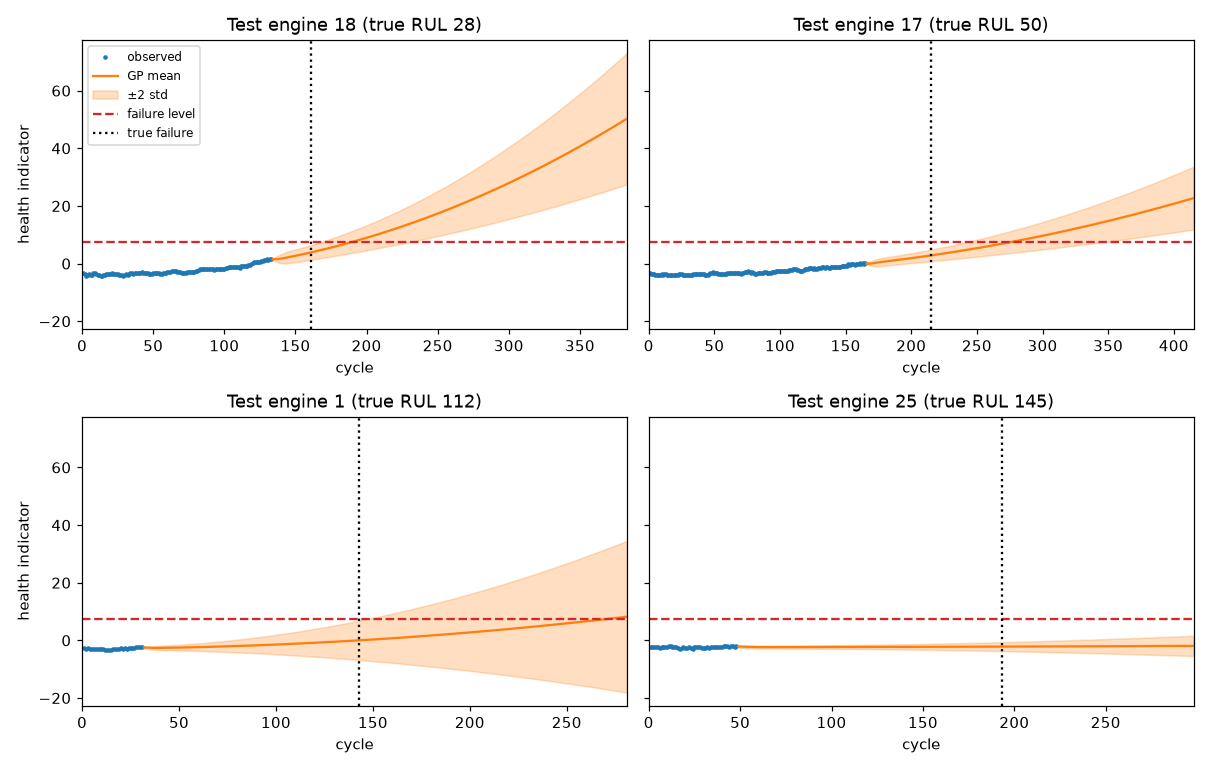 Test engine 18 (true RUL 28)
observed
GP mean
±2 std
failure level
true failure
health indicator
60
40
20
0
−20
0 50 100 150 200 250 300 350
cycle
Test engine 17 (true RUL 50)
0 50 100 150 200 250 300 350 400
cycle
Test engine 1 (true RUL 112)
health indicator
60
40
20
0
−20
0 50 100 150 200 250
cycle
Test engine 25 (true RUL 145)
0 50 100 150 200 250
cycle